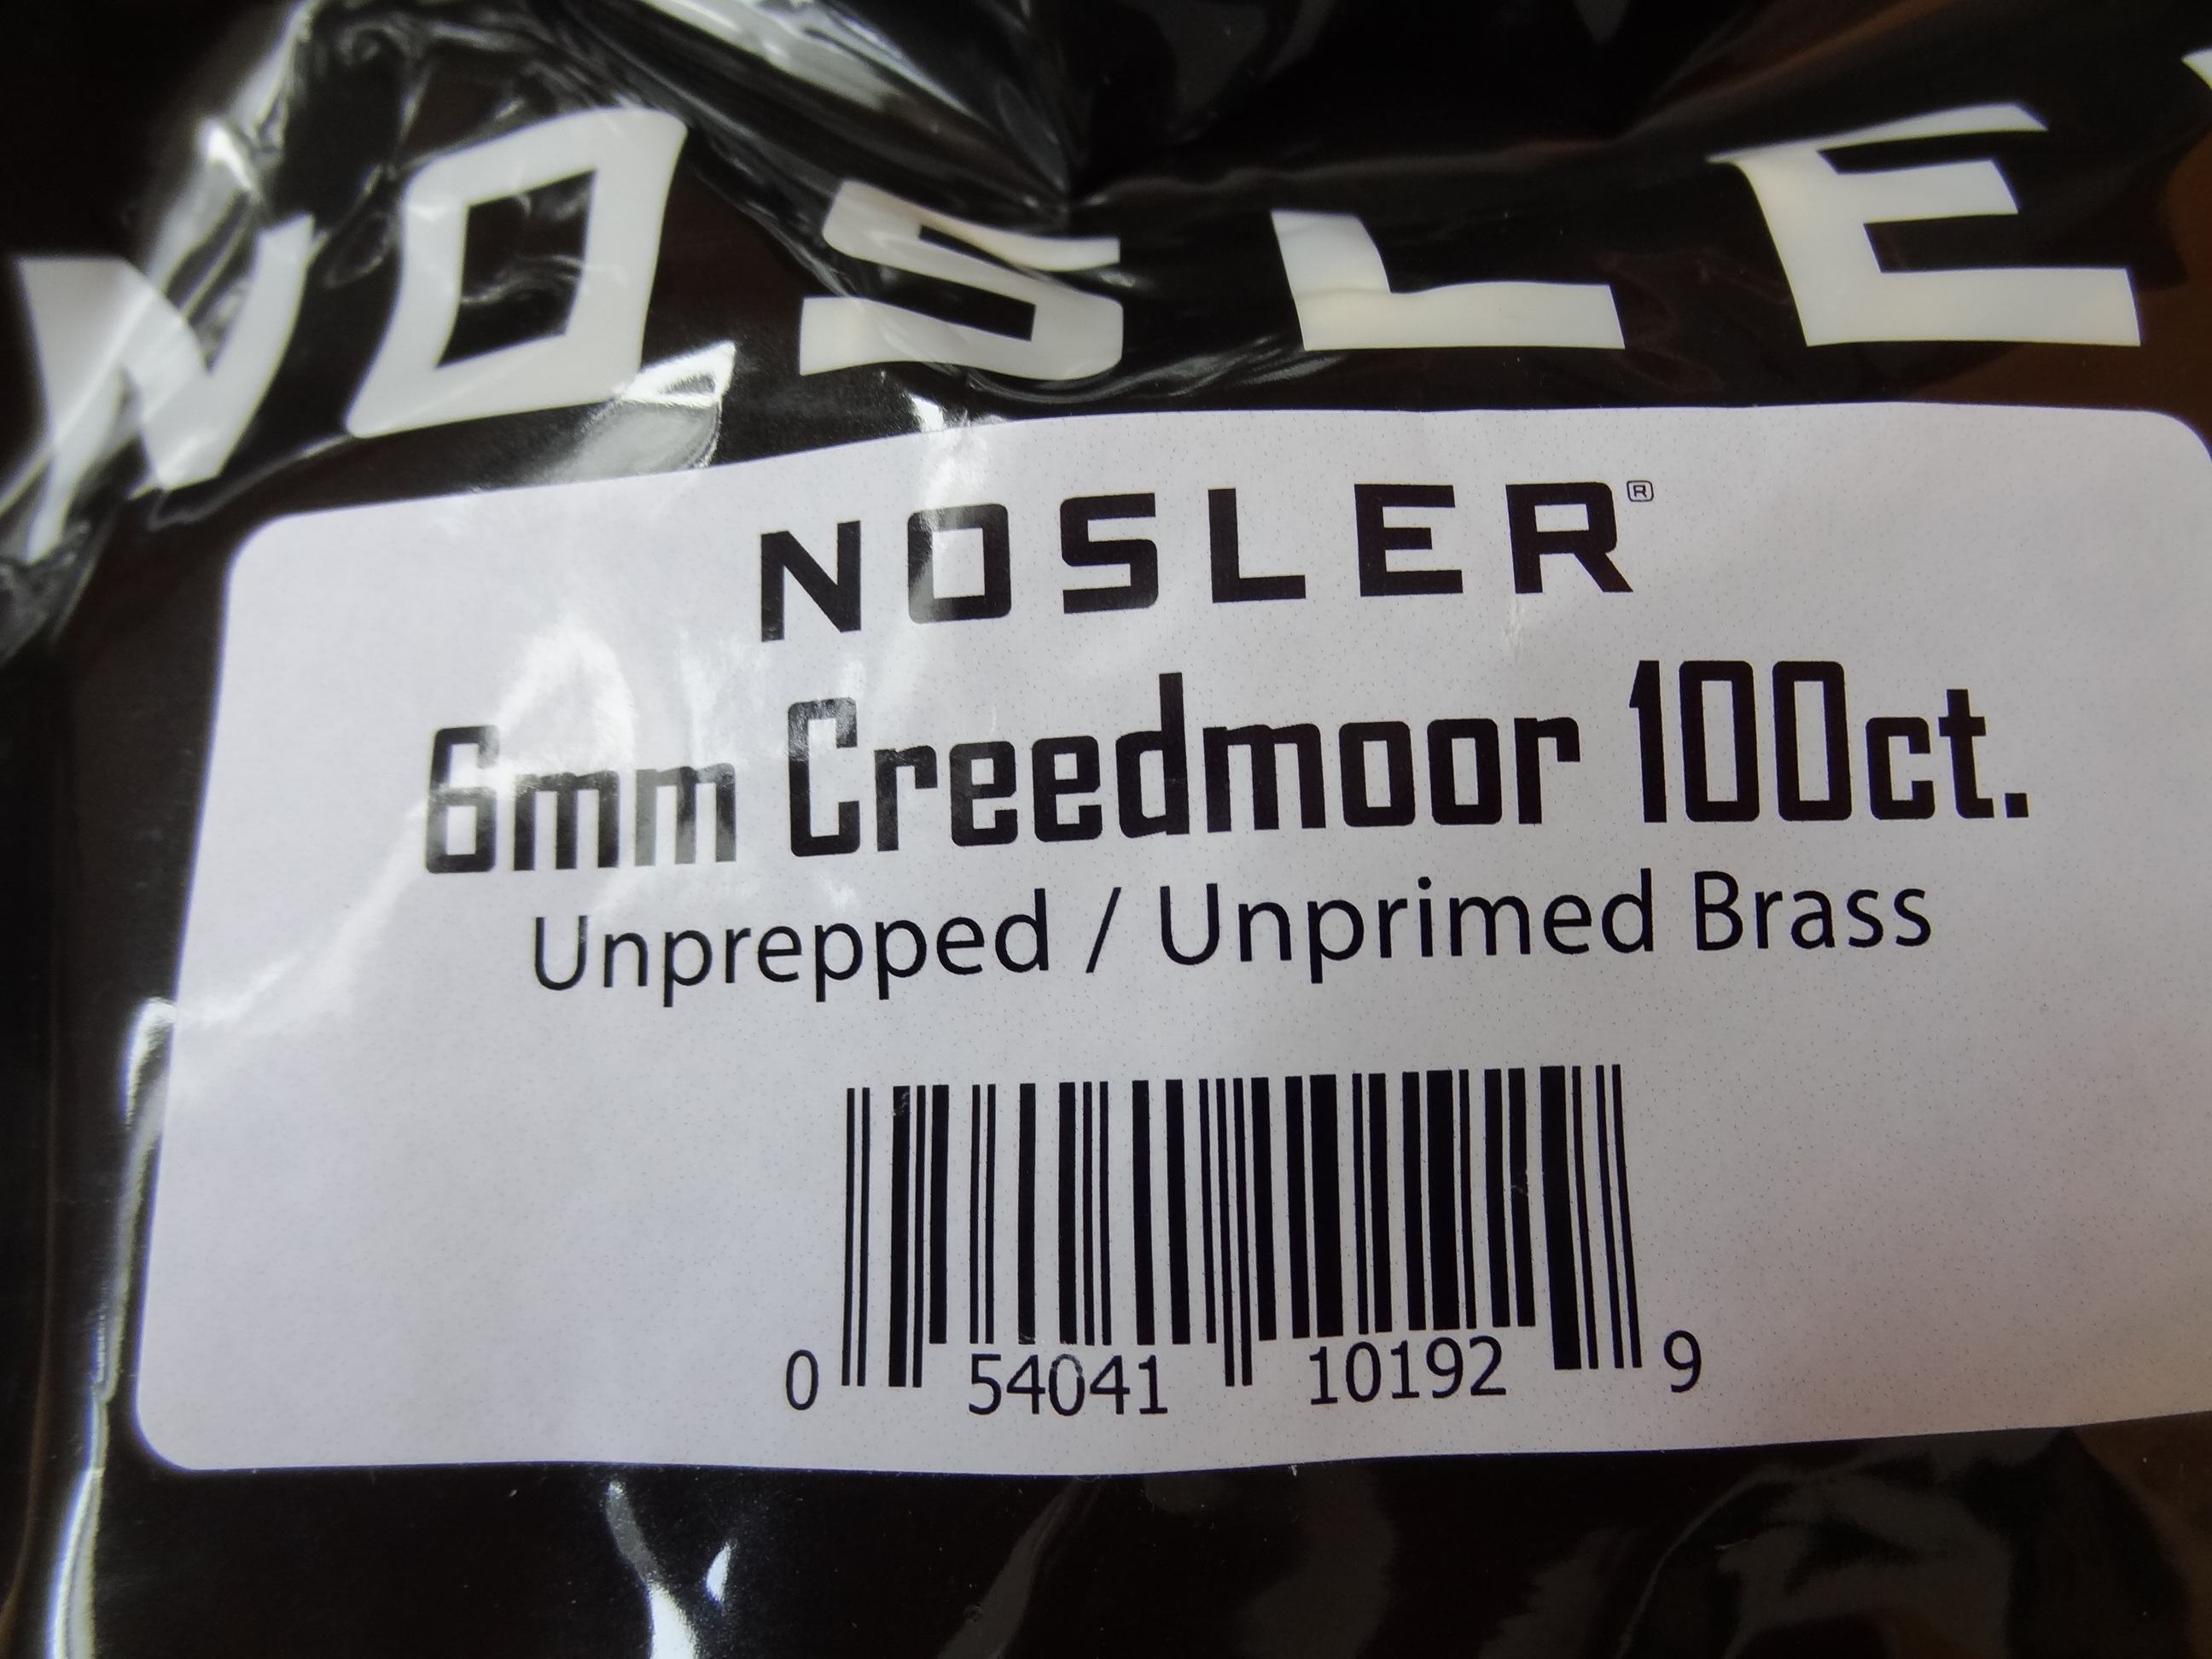 NOSLE
NOSLER®
6mm Creedmoor 100ct.
Unprepped / Unprimed Brass
0 54041 10192 9